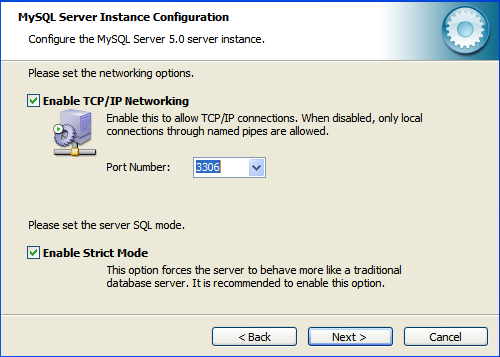 MySQL Server Instance Configuration
Configure the MySQL Server 5.0 server instance.
Please set the networking options.
Enable TCP/IP Networking
Enable this to allow TCP/IP connections. When disabled, only local
connections through named pipes are allowed.
Port Number: 3306
Please set the server SQL mode.
Enable Strict Mode
This option forces the server to behave more like a traditional
database server. It is recommended to enable this option.
< Back Next > Cancel